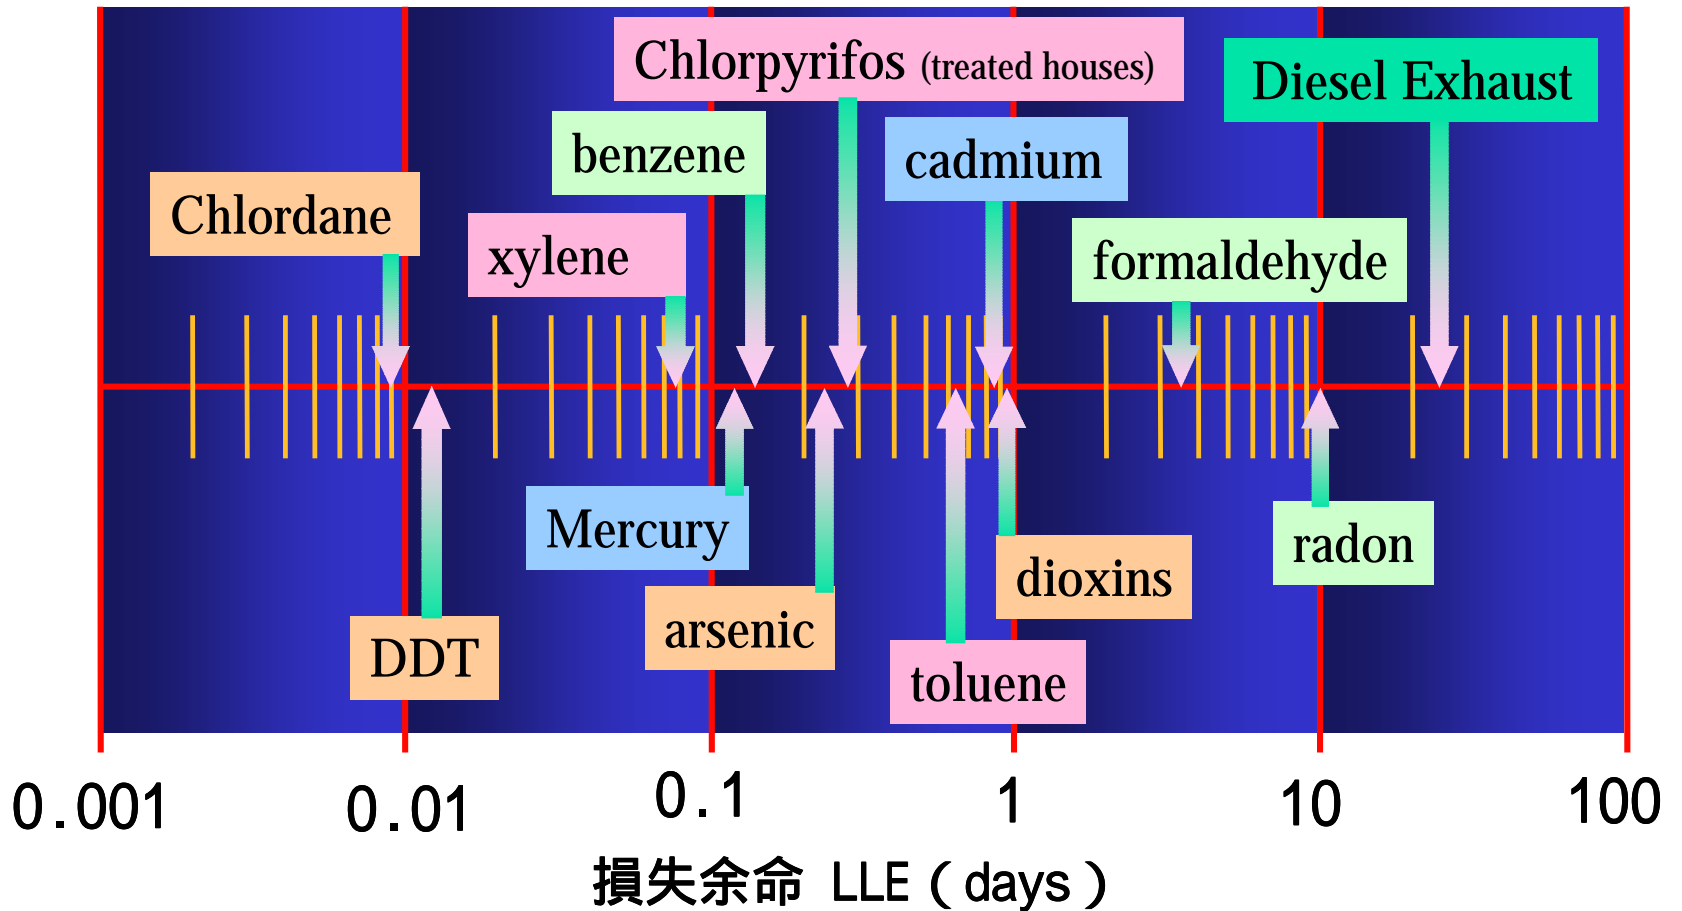 Chlorpyrifos (treated houses)
Diesel Exhaust
benzene
cadmium
Chlordane
xylene
formaldehyde
Mercury
radon
dioxins
arsenic
DDT
toluene
0.001 0.01 0.1 1 10 100
損失余命 LLE（days）